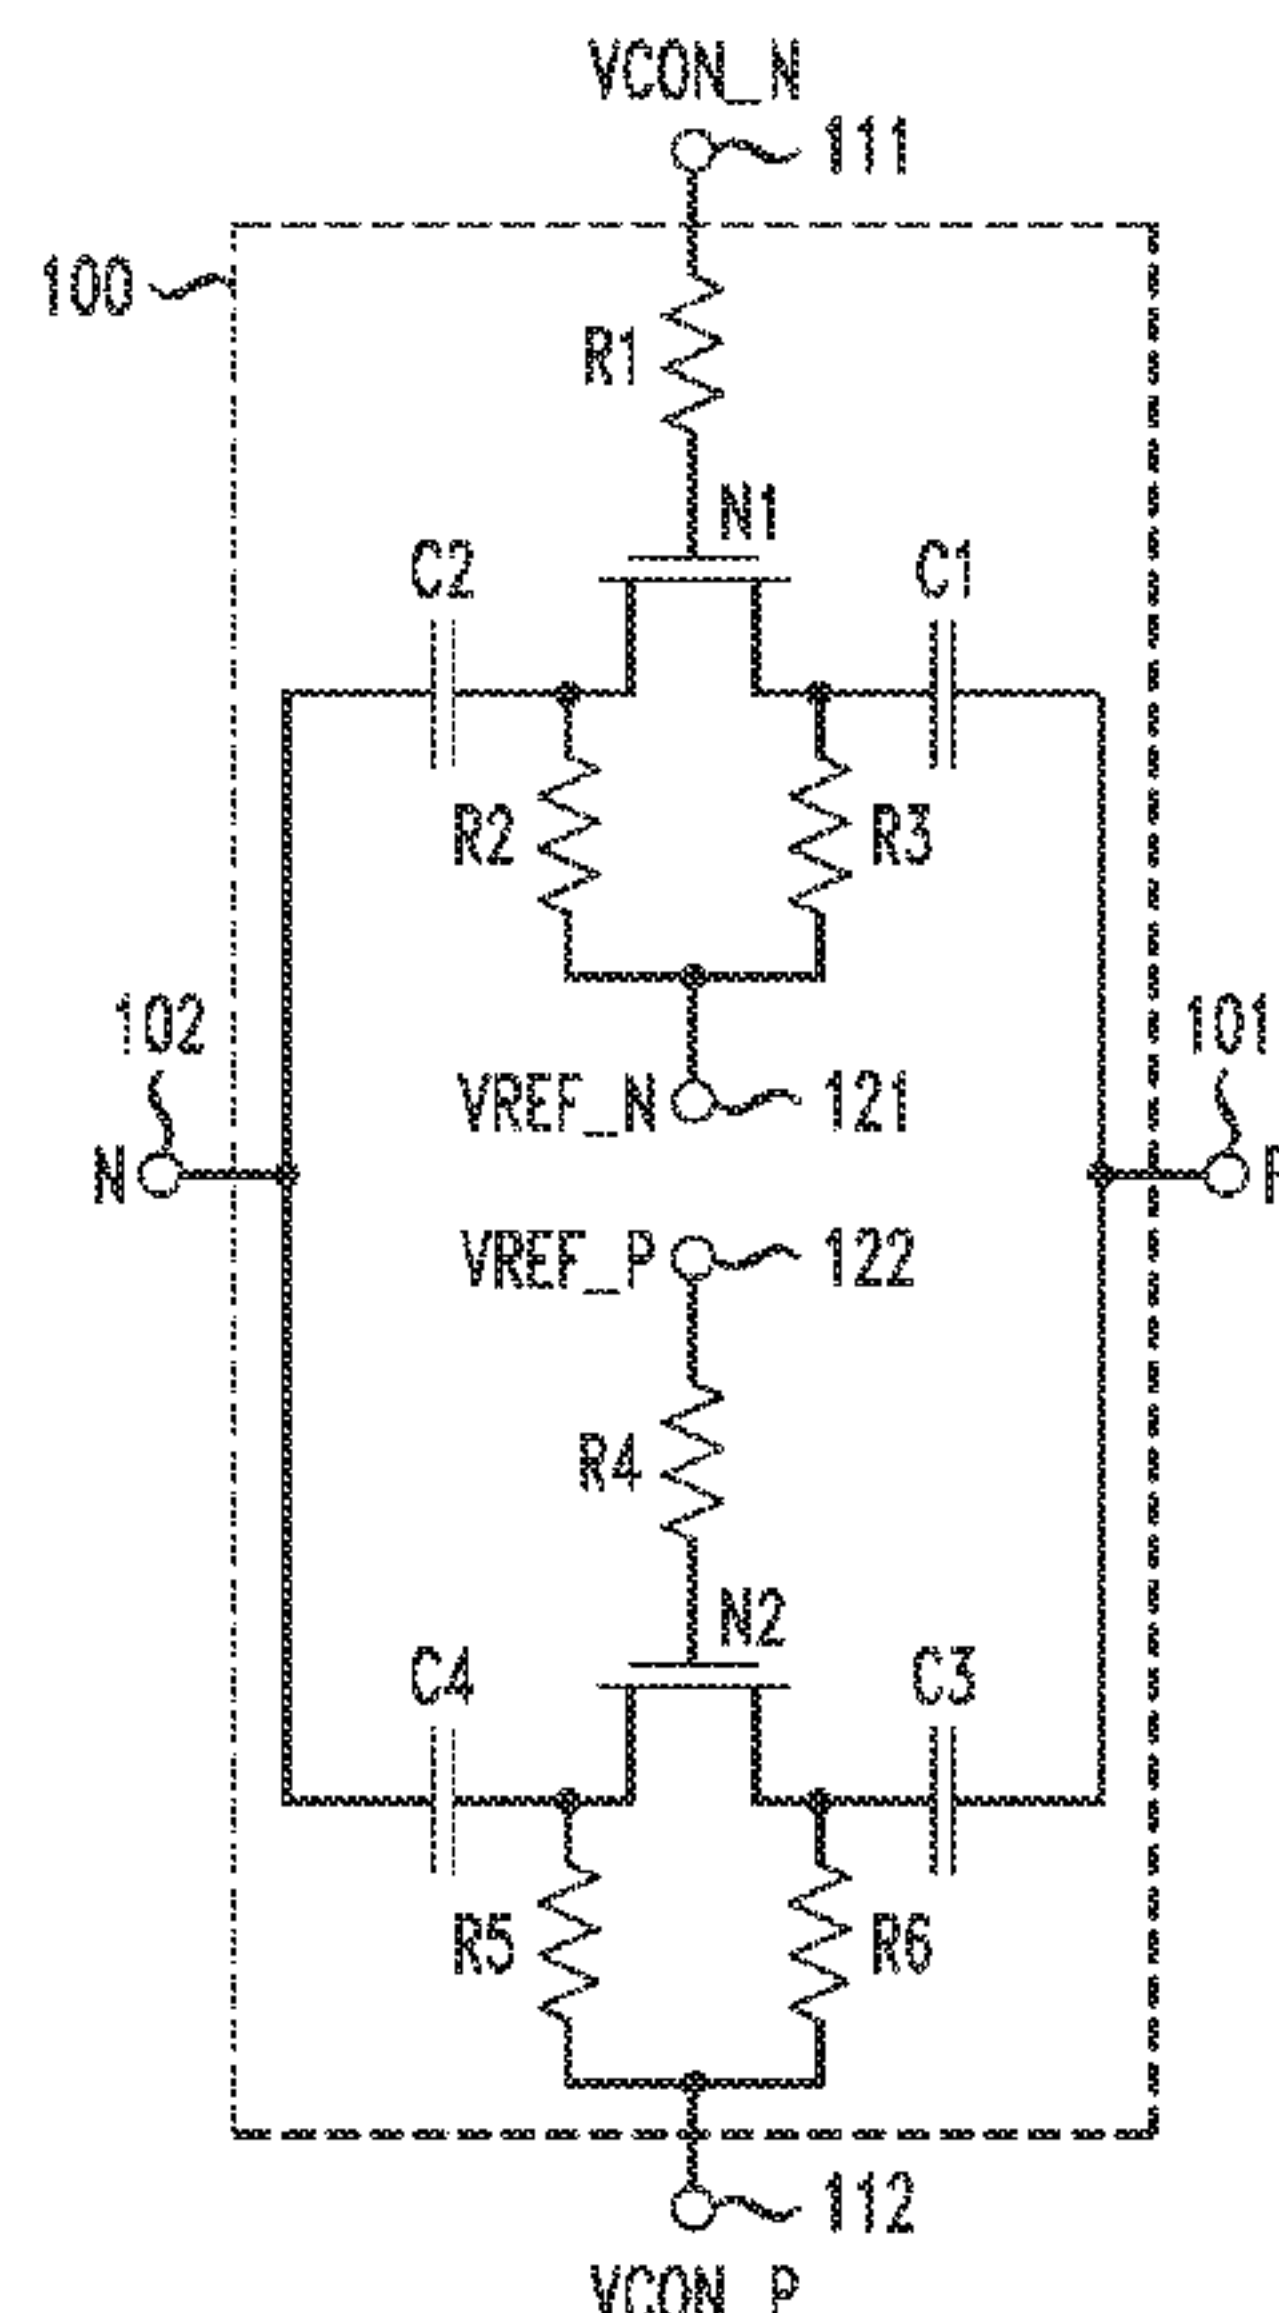 VCON_N
111
100
R1
N1
C2
C1
R2
R3
102
101
VREF_N
121
N
P
VREF_P
122
R4
N2
C4
C3
R5
R6
112
VCON_P